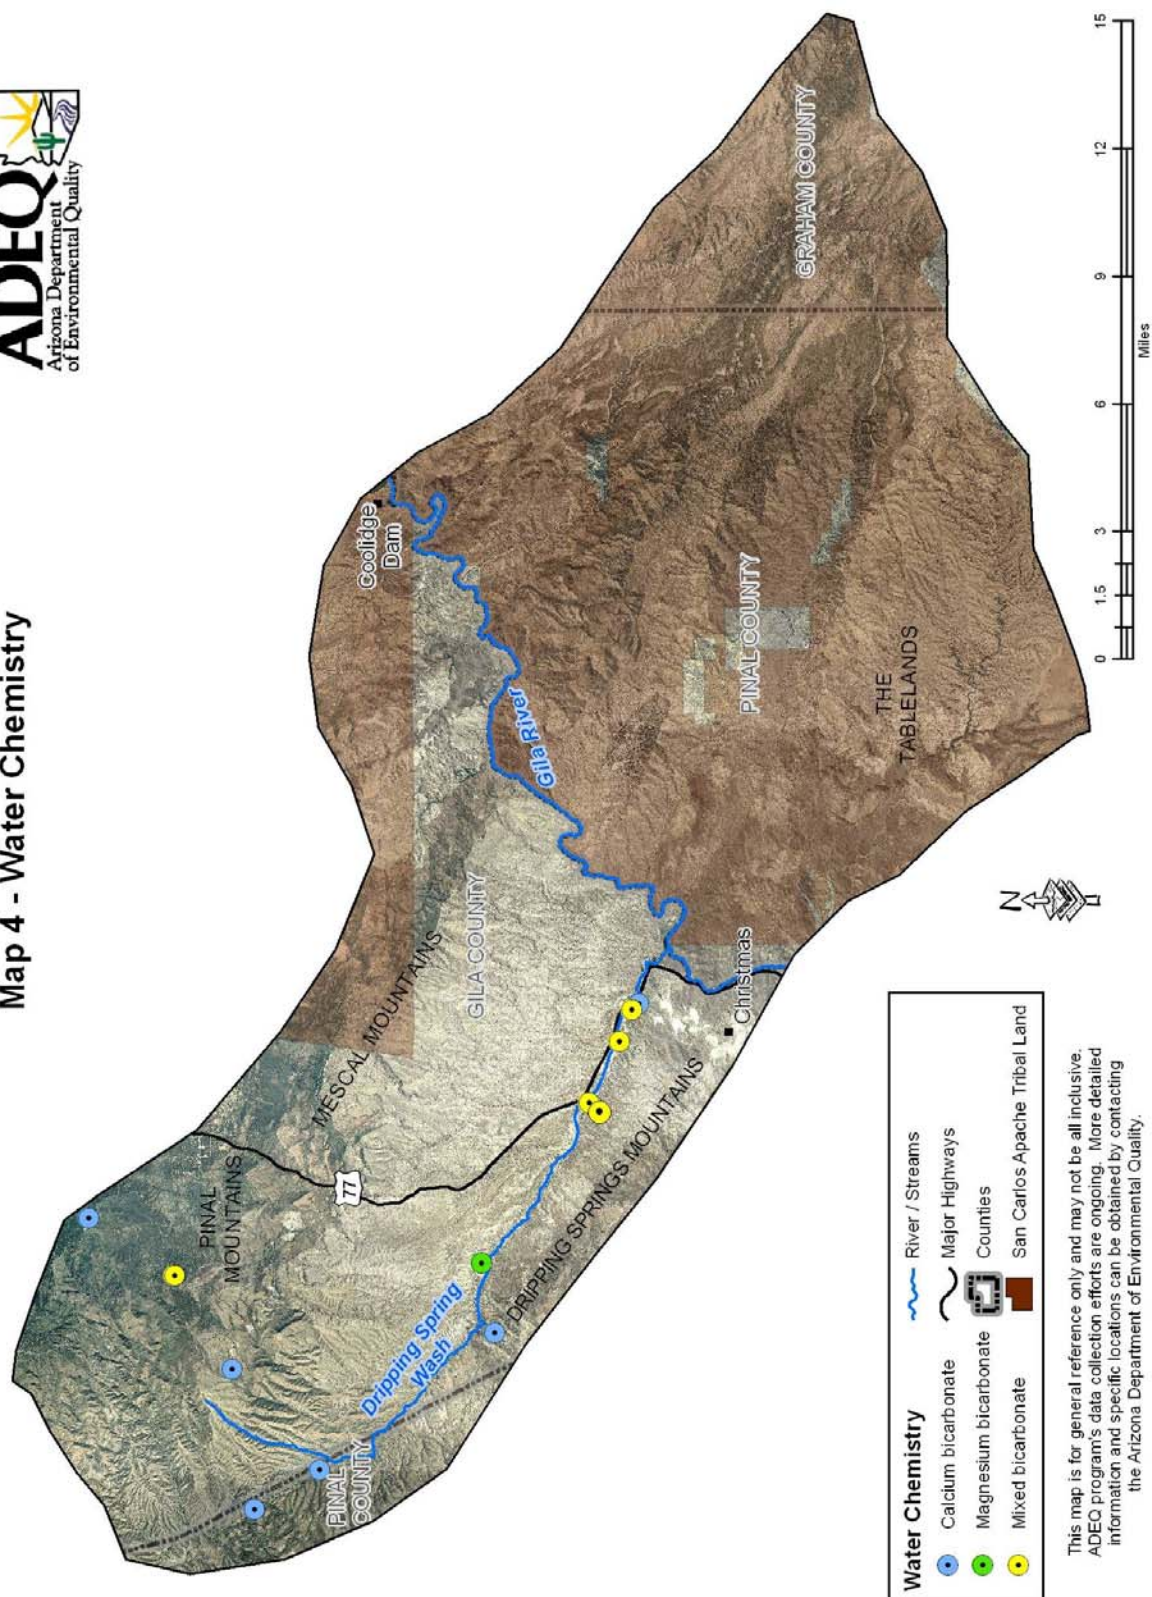 Map 4 - Water Chemistry
ADEQ
Arizona Department
of Environmental Quality
PINAL
MOUNTAINS
MESCAL MOUNTAINS
GILA COUNTY
77
Coolidge
Dam
Gila River
GRAHAM COUNTY
PINAL COUNTY
THE
TABLELANDS
PINAL
COUNTY
Dripping Spring
Wash
DRIPPING SPRINGS MOUNTAINS
Christmas
N
Water Chemistry
Calcium bicarbonate
Magnesium bicarbonate
Mixed bicarbonate
River / Streams
Major Highways
Counties
San Carlos Apache Tribal Land
0 1.5 3 6 9 12 15
Miles
This map is for general reference only and may not be all inclusive.
ADEQ program's data collection efforts are ongoing. More detailed
information and specific locations can be obtained by contacting
the Arizona Department of Environmental Quality.